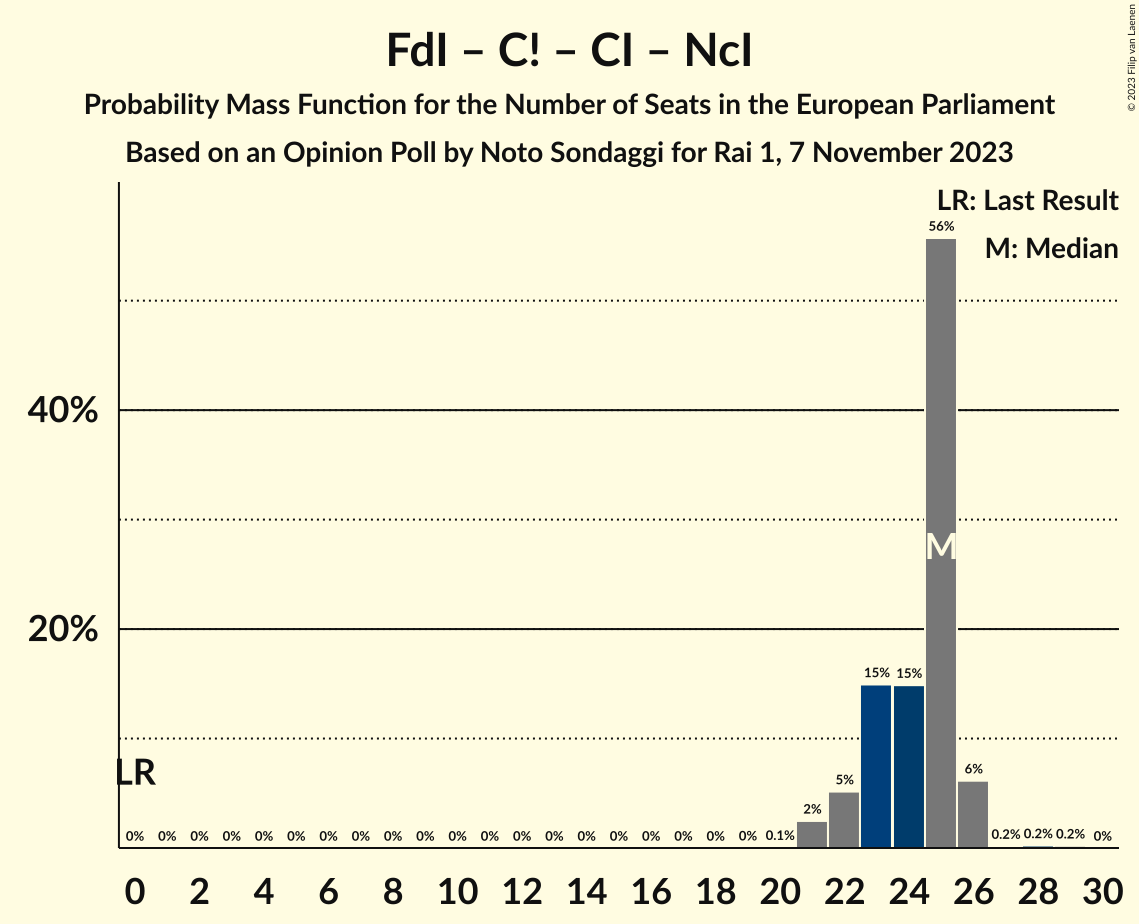 FdI – C! – CI – NcI
Probability Mass Function for the Number of Seats in the European Parliament
Based on an Opinion Poll by Noto Sondaggi for Rai 1, 7 November 2023
© 2023 Filip van Laenen
LR: Last Result
M: Median
56%
40%
M
20%
15% 15%
LR
6%
5%
2%
0% 0% 0% 0% 0% 0% 0% 0% 0% 0% 0% 0% 0% 0% 0% 0% 0% 0% 0% 0% 0.1% 0.2% 0.2% 0.2% 0%
0 2 4 6 8 10 12 14 16 18 20 22 24 26 28 30